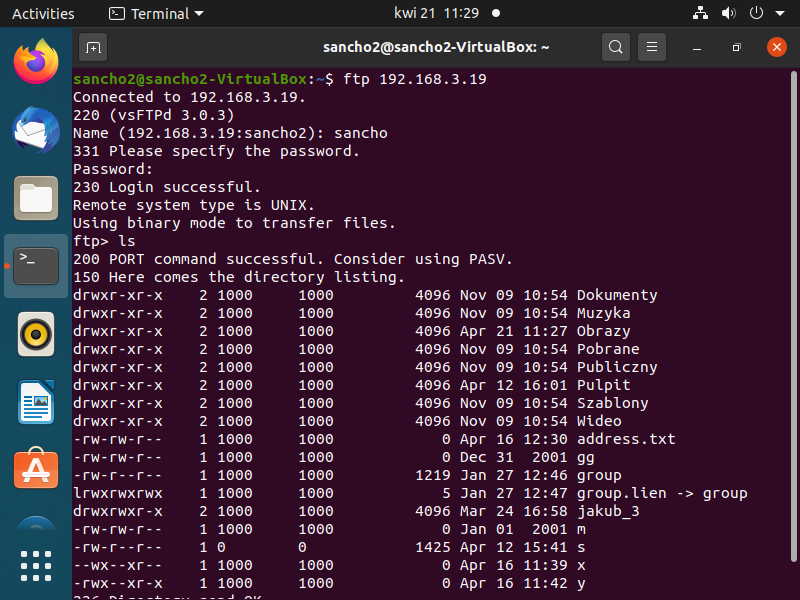 Activities Terminal kwi 21 11:29
sancho2@sancho2-VirtualBox: ~
sancho2@sancho2-VirtualBox:~$ ftp 192.168.3.19
Connected to 192.168.3.19.
220 (vsFTPd 3.0.3)
Name (192.168.3.19:sancho2): sancho
331 Please specify the password.
Password:
230 Login successful.
Remote system type is UNIX.
Using binary mode to transfer files.
ftp> ls
200 PORT command successful. Consider using PASV.
150 Here comes the directory listing.
drwxr-xr-x    2 1000     1000         4096 Nov 09 10:54 Dokumenty
drwxr-xr-x    2 1000     1000         4096 Nov 09 10:54 Muzyka
drwxr-xr-x    2 1000     1000         4096 Apr 21 11:27 Obrazy
drwxr-xr-x    2 1000     1000         4096 Nov 09 10:54 Pobrane
drwxr-xr-x    2 1000     1000         4096 Nov 09 10:54 Publiczny
drwxr-xr-x    2 1000     1000         4096 Apr 12 16:01 Pulpit
drwxr-xr-x    2 1000     1000         4096 Nov 09 10:54 Szablony
drwxr-xr-x    2 1000     1000         4096 Nov 09 10:54 Wideo
-rw-rw-r--    1 1000     1000            0 Apr 16 12:30 address.txt
-rw-rw-r--    1 1000     1000            0 Dec 31  2001 gg
-rw-r--r--    1 1000     1000         1219 Jan 27 12:46 group
lrwxrwxrwx    1 1000     1000            5 Jan 27 12:47 group.lien -> group
drwxrwxr-x    2 1000     1000         4096 Mar 24 16:58 jakub_3
-rw-rw-r--    1 1000     1000            0 Jan 01  2001 m
-rw-r--r--    1 0        0            1425 Apr 12 15:41 s
--wx--xr--    1 1000     1000            0 Apr 16 11:39 x
-rwx--xr--    1 1000     1000            0 Apr 16 11:42 y
226 Directory send OK.